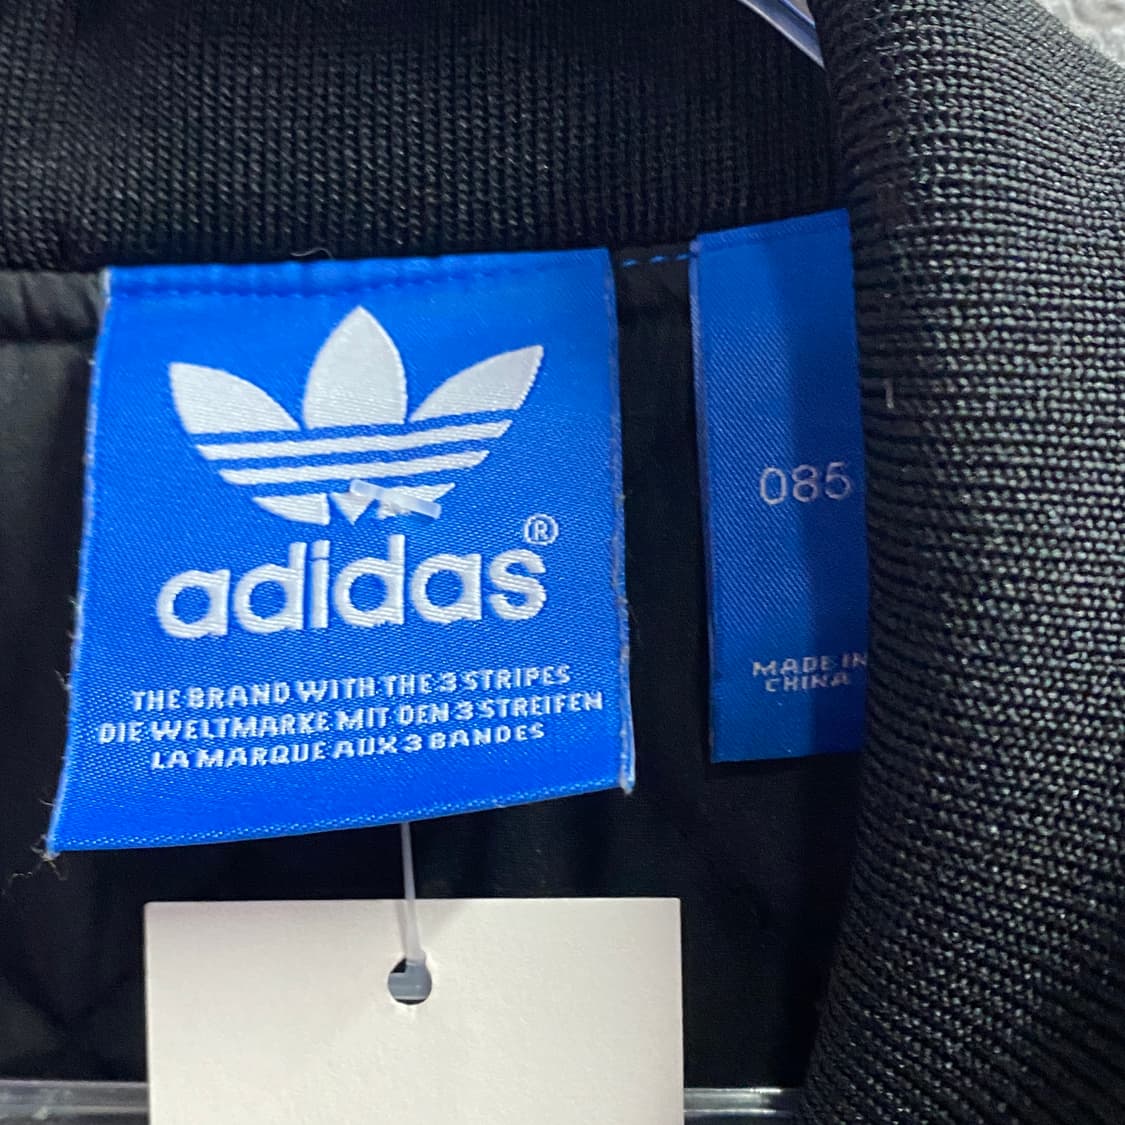 adidas®
THE BRAND WITH THE 3 STRIPES
DIE WELTMARKE MIT DEN 3 STREIFEN
LA MARQUE AUX 3 BANDES
085
MADE IN
CHINA